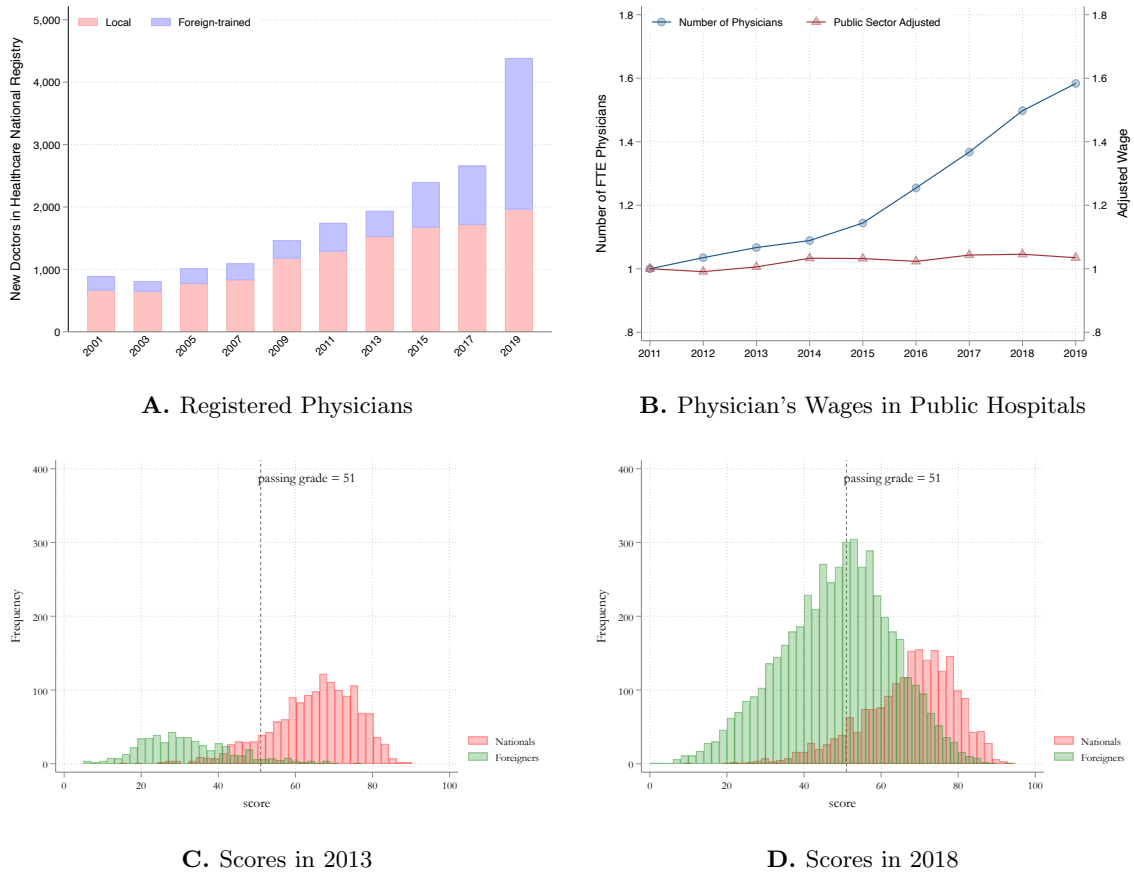 Local
Foreign-trained
New Doctors in Healthcare National Registry
5,000
4,000
3,000
2,000
1,000
0
2001
2003
2005
2007
2009
2011
2013
2015
2017
2019
A. Registered Physicians
Number of Physicians
Public Sector Adjusted
Number of FTE Physicians
1.8
1.6
1.4
1.2
1
.8
Adjusted Wage
1.8
1.6
1.4
1.2
1
.8
2011
2012
2013
2014
2015
2016
2017
2018
2019
B. Physician's Wages in Public Hospitals
passing grade = 51
Frequency
400
300
200
100
0
0
20
40
60
80
100
score
Nationals
Foreigners
C. Scores in 2013
passing grade = 51
Frequency
400
300
200
100
0
0
20
40
60
80
100
score
Nationals
Foreigners
D. Scores in 2018